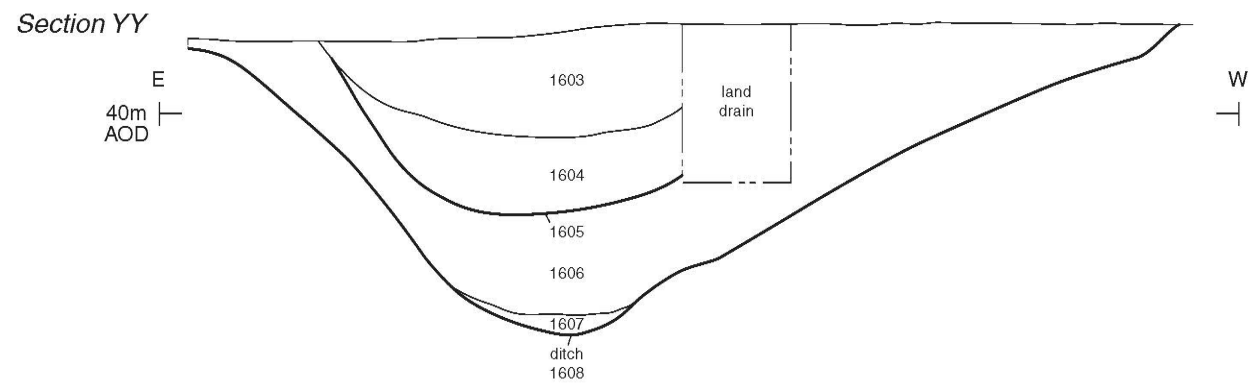 Section YY
E
W
40m
AOD
1603
land
drain
1604
1605
1606
1607
ditch
1608